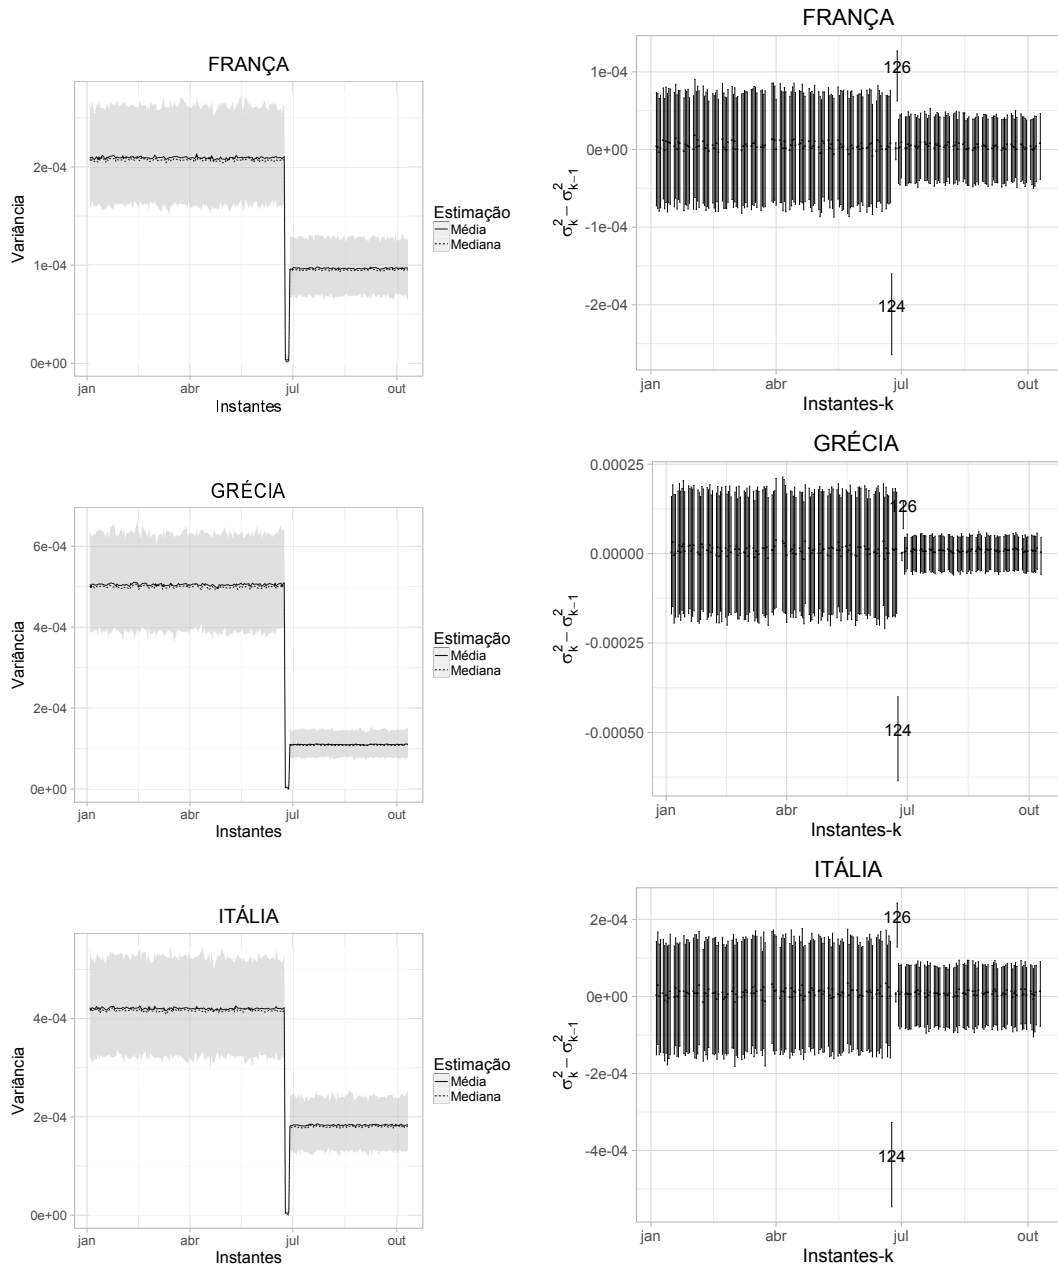 FRANÇA
Variância
2e-04
1e-04
0e+00
jan abr jul out
Instantes
Estimação
Média
Mediana
FRANÇA
σ²ₖ − σ²ₖ₋₁
1e-04
0e+00
-1e-04
-2e-04
126
124
jan abr jul out
Instantes-k
GRÉCIA
Variância
6e-04
4e-04
2e-04
0e+00
jan abr jul out
Instantes
Estimação
Média
Mediana
GRÉCIA
σ²ₖ − σ²ₖ₋₁
0.00025
0.00000
-0.00025
-0.00050
126
124
jan abr jul out
Instantes-k
ITÁLIA
Variância
4e-04
2e-04
0e+00
jan abr jul out
Instantes
Estimação
Média
Mediana
ITÁLIA
σ²ₖ − σ²ₖ₋₁
2e-04
0e+00
-2e-04
-4e-04
126
124
jan abr jul out
Instantes-k